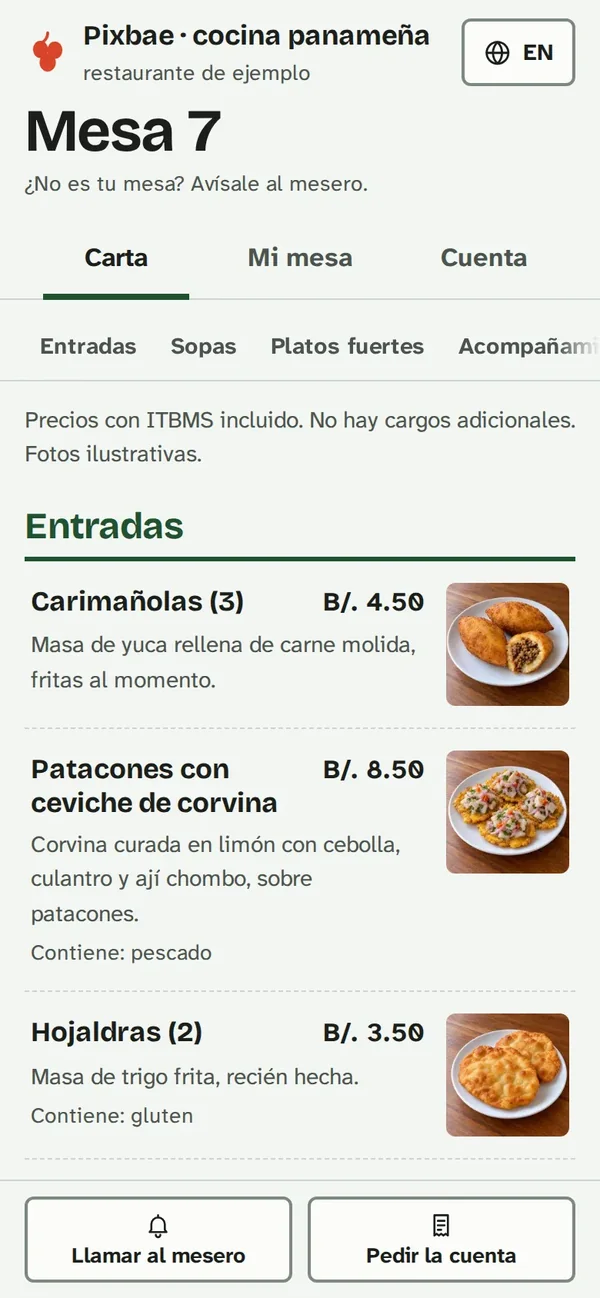 Pixbae · cocina panameña
restaurante de ejemplo
EN
Mesa 7
¿No es tu mesa? Avísale al mesero.
Carta
Mi mesa
Cuenta
Entradas
Sopas
Platos fuertes
Acompañami
Precios con ITBMS incluido. No hay cargos adicionales.
Fotos ilustrativas.
Entradas
Carimañolas (3)
B/. 4.50
Masa de yuca rellena de carne molida,
fritas al momento.
Patacones con
ceviche de corvina
B/. 8.50
Corvina curada en limón con cebolla,
culantro y ají chombo, sobre
patacones.
Contiene: pescado
Hojaldras (2)
B/. 3.50
Masa de trigo frita, recién hecha.
Contiene: gluten
Llamar al mesero
Pedir la cuenta